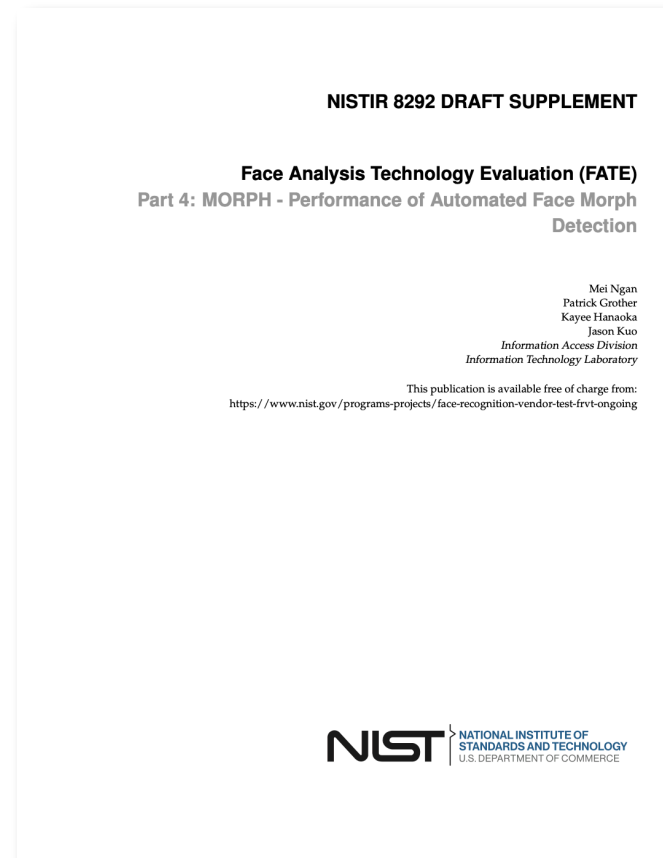 NISTIR 8292 DRAFT SUPPLEMENT
Face Analysis Technology Evaluation (FATE)
Part 4: MORPH - Performance of Automated Face Morph
Detection
Mei Ngan
Patrick Grother
Kayee Hanaoka
Jason Kuo
Information Access Division
Information Technology Laboratory
This publication is available free of charge from:
https://www.nist.gov/programs-projects/face-recognition-vendor-test-frvt-ongoing
NIST
NATIONAL INSTITUTE OF
STANDARDS AND TECHNOLOGY
U.S. DEPARTMENT OF COMMERCE